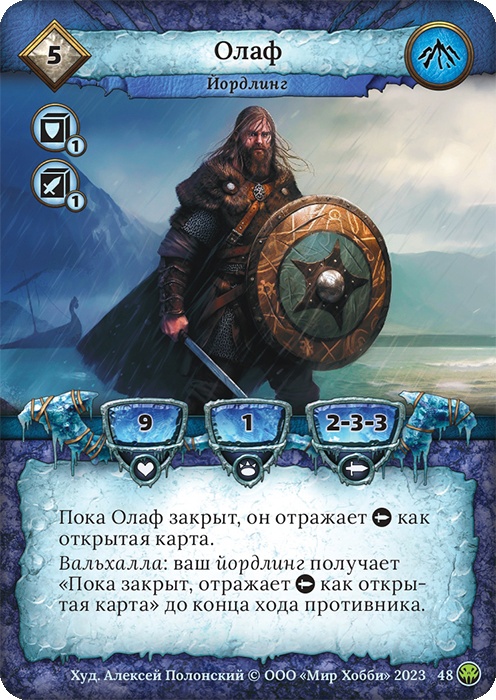 5
Олаф
Йордлинг
1
1
9
1
2-3-3
Пока Олаф закрыт, он отражает как
открытая карта.
Вальхалла: ваш йордлинг получает
«Пока закрыт, отражает как откры-
тая карта» до конца хода противника.
Худ. Алексей Полонский © ООО «Мир Хобби» 2023 48